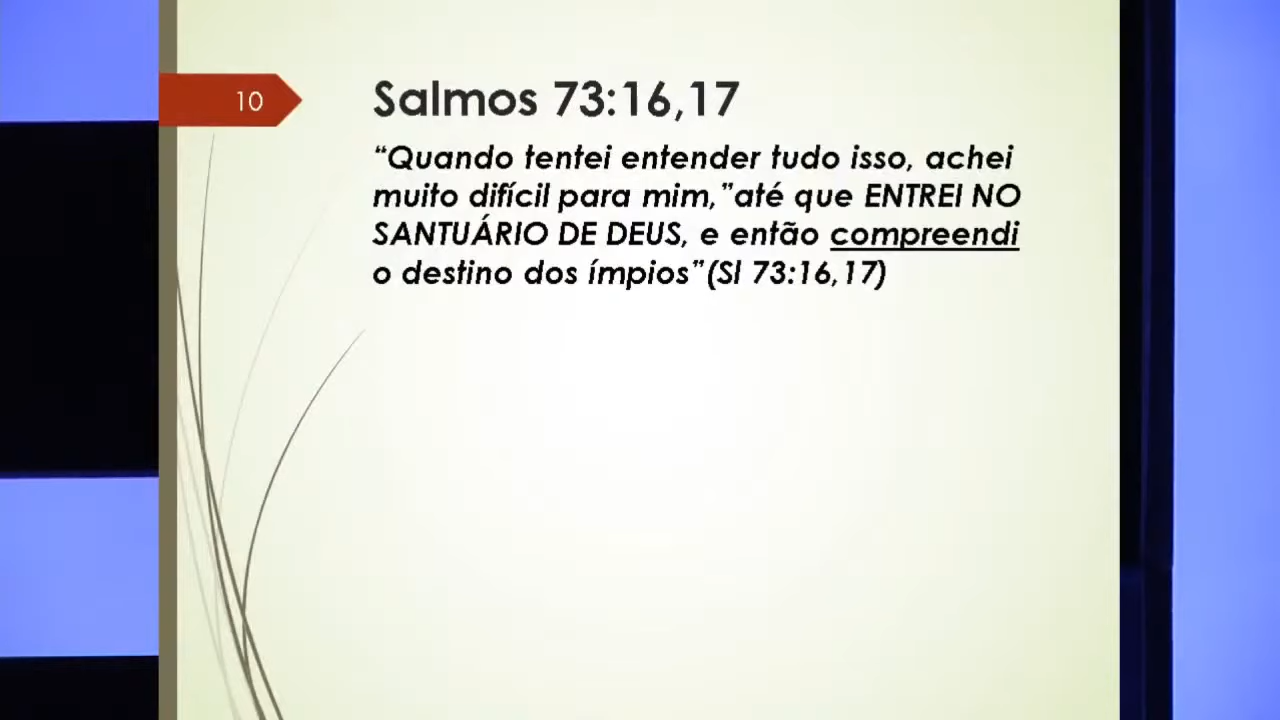 10
Salmos 73:16,17
“Quando tentei entender tudo isso, achei
muito difícil para mim,”até que ENTREI NO
SANTUÁRIO DE DEUS, e então compreendi
o destino dos ímpios”(Sl 73:16,17)